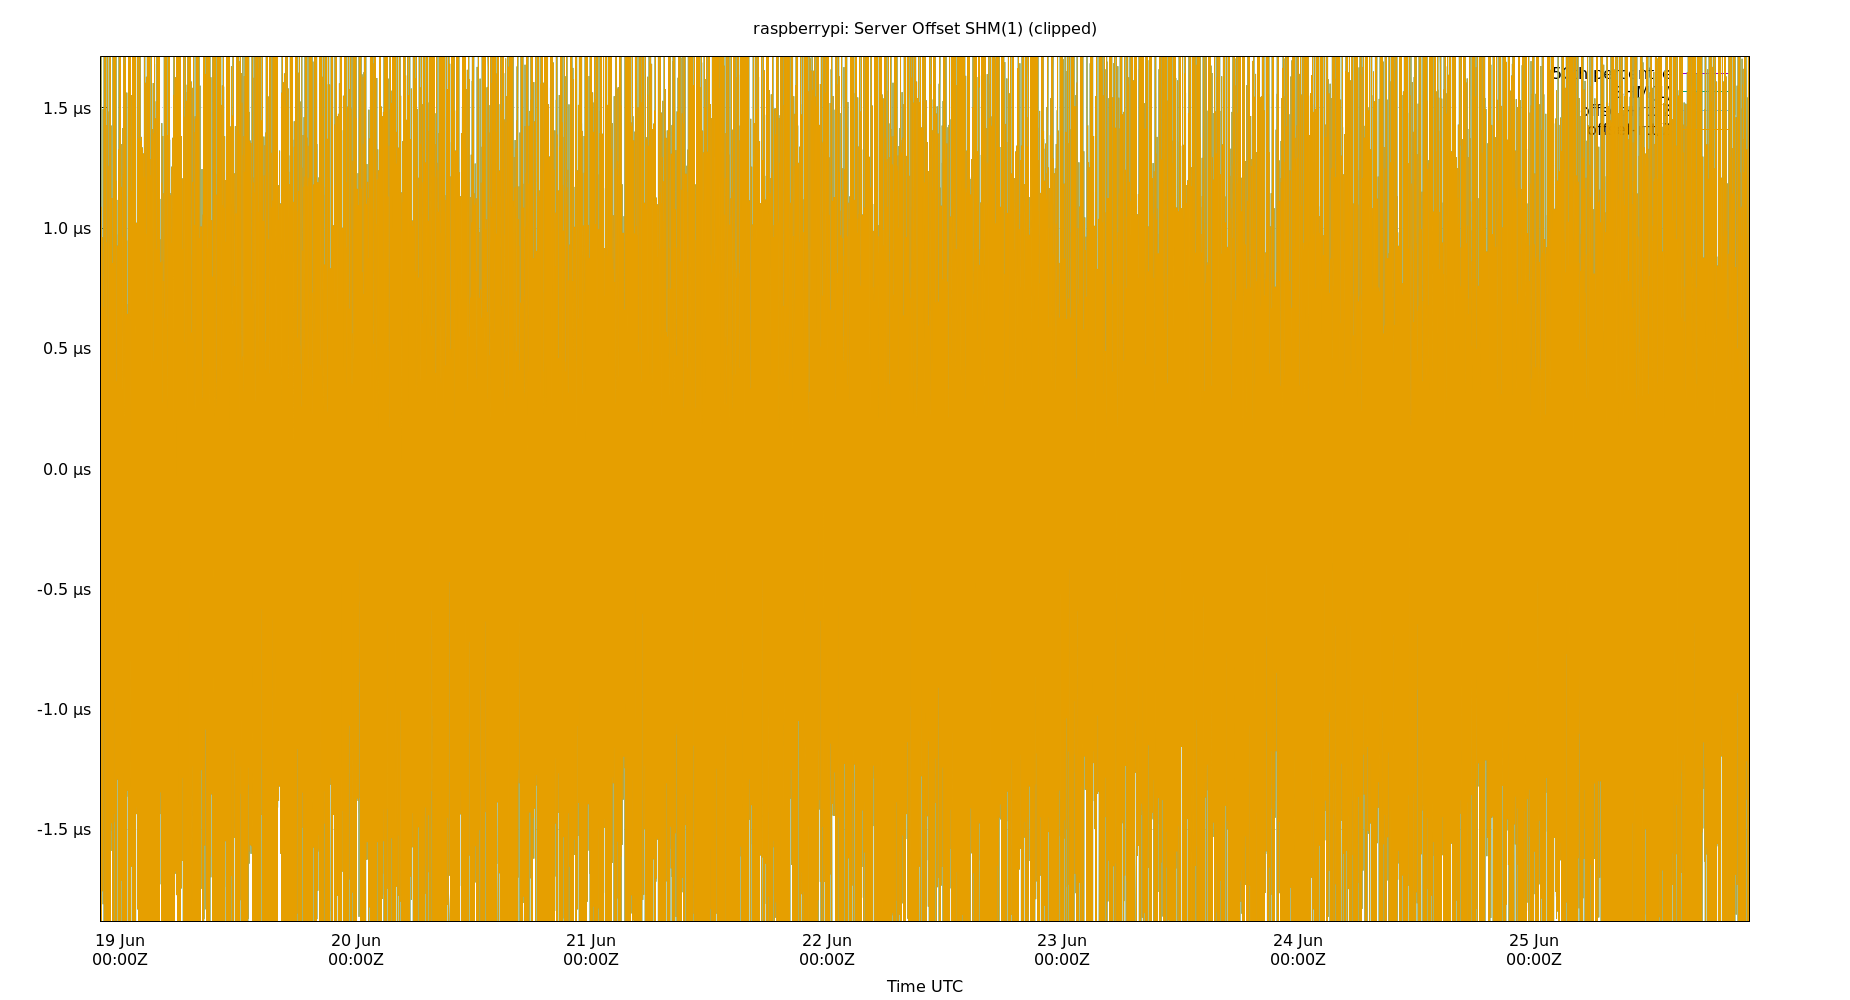 raspberrypi: Server Offset SHM(1) (clipped)
1.5 µs
1.0 µs
0.5 µs
0.0 µs
-0.5 µs
-1.0 µs
-1.5 µs
19 Jun 20 Jun 21 Jun 22 Jun 23 Jun 24 Jun 25 Jun
00:00Z 00:00Z 00:00Z 00:00Z 00:00Z 00:00Z 00:00Z
Time UTC